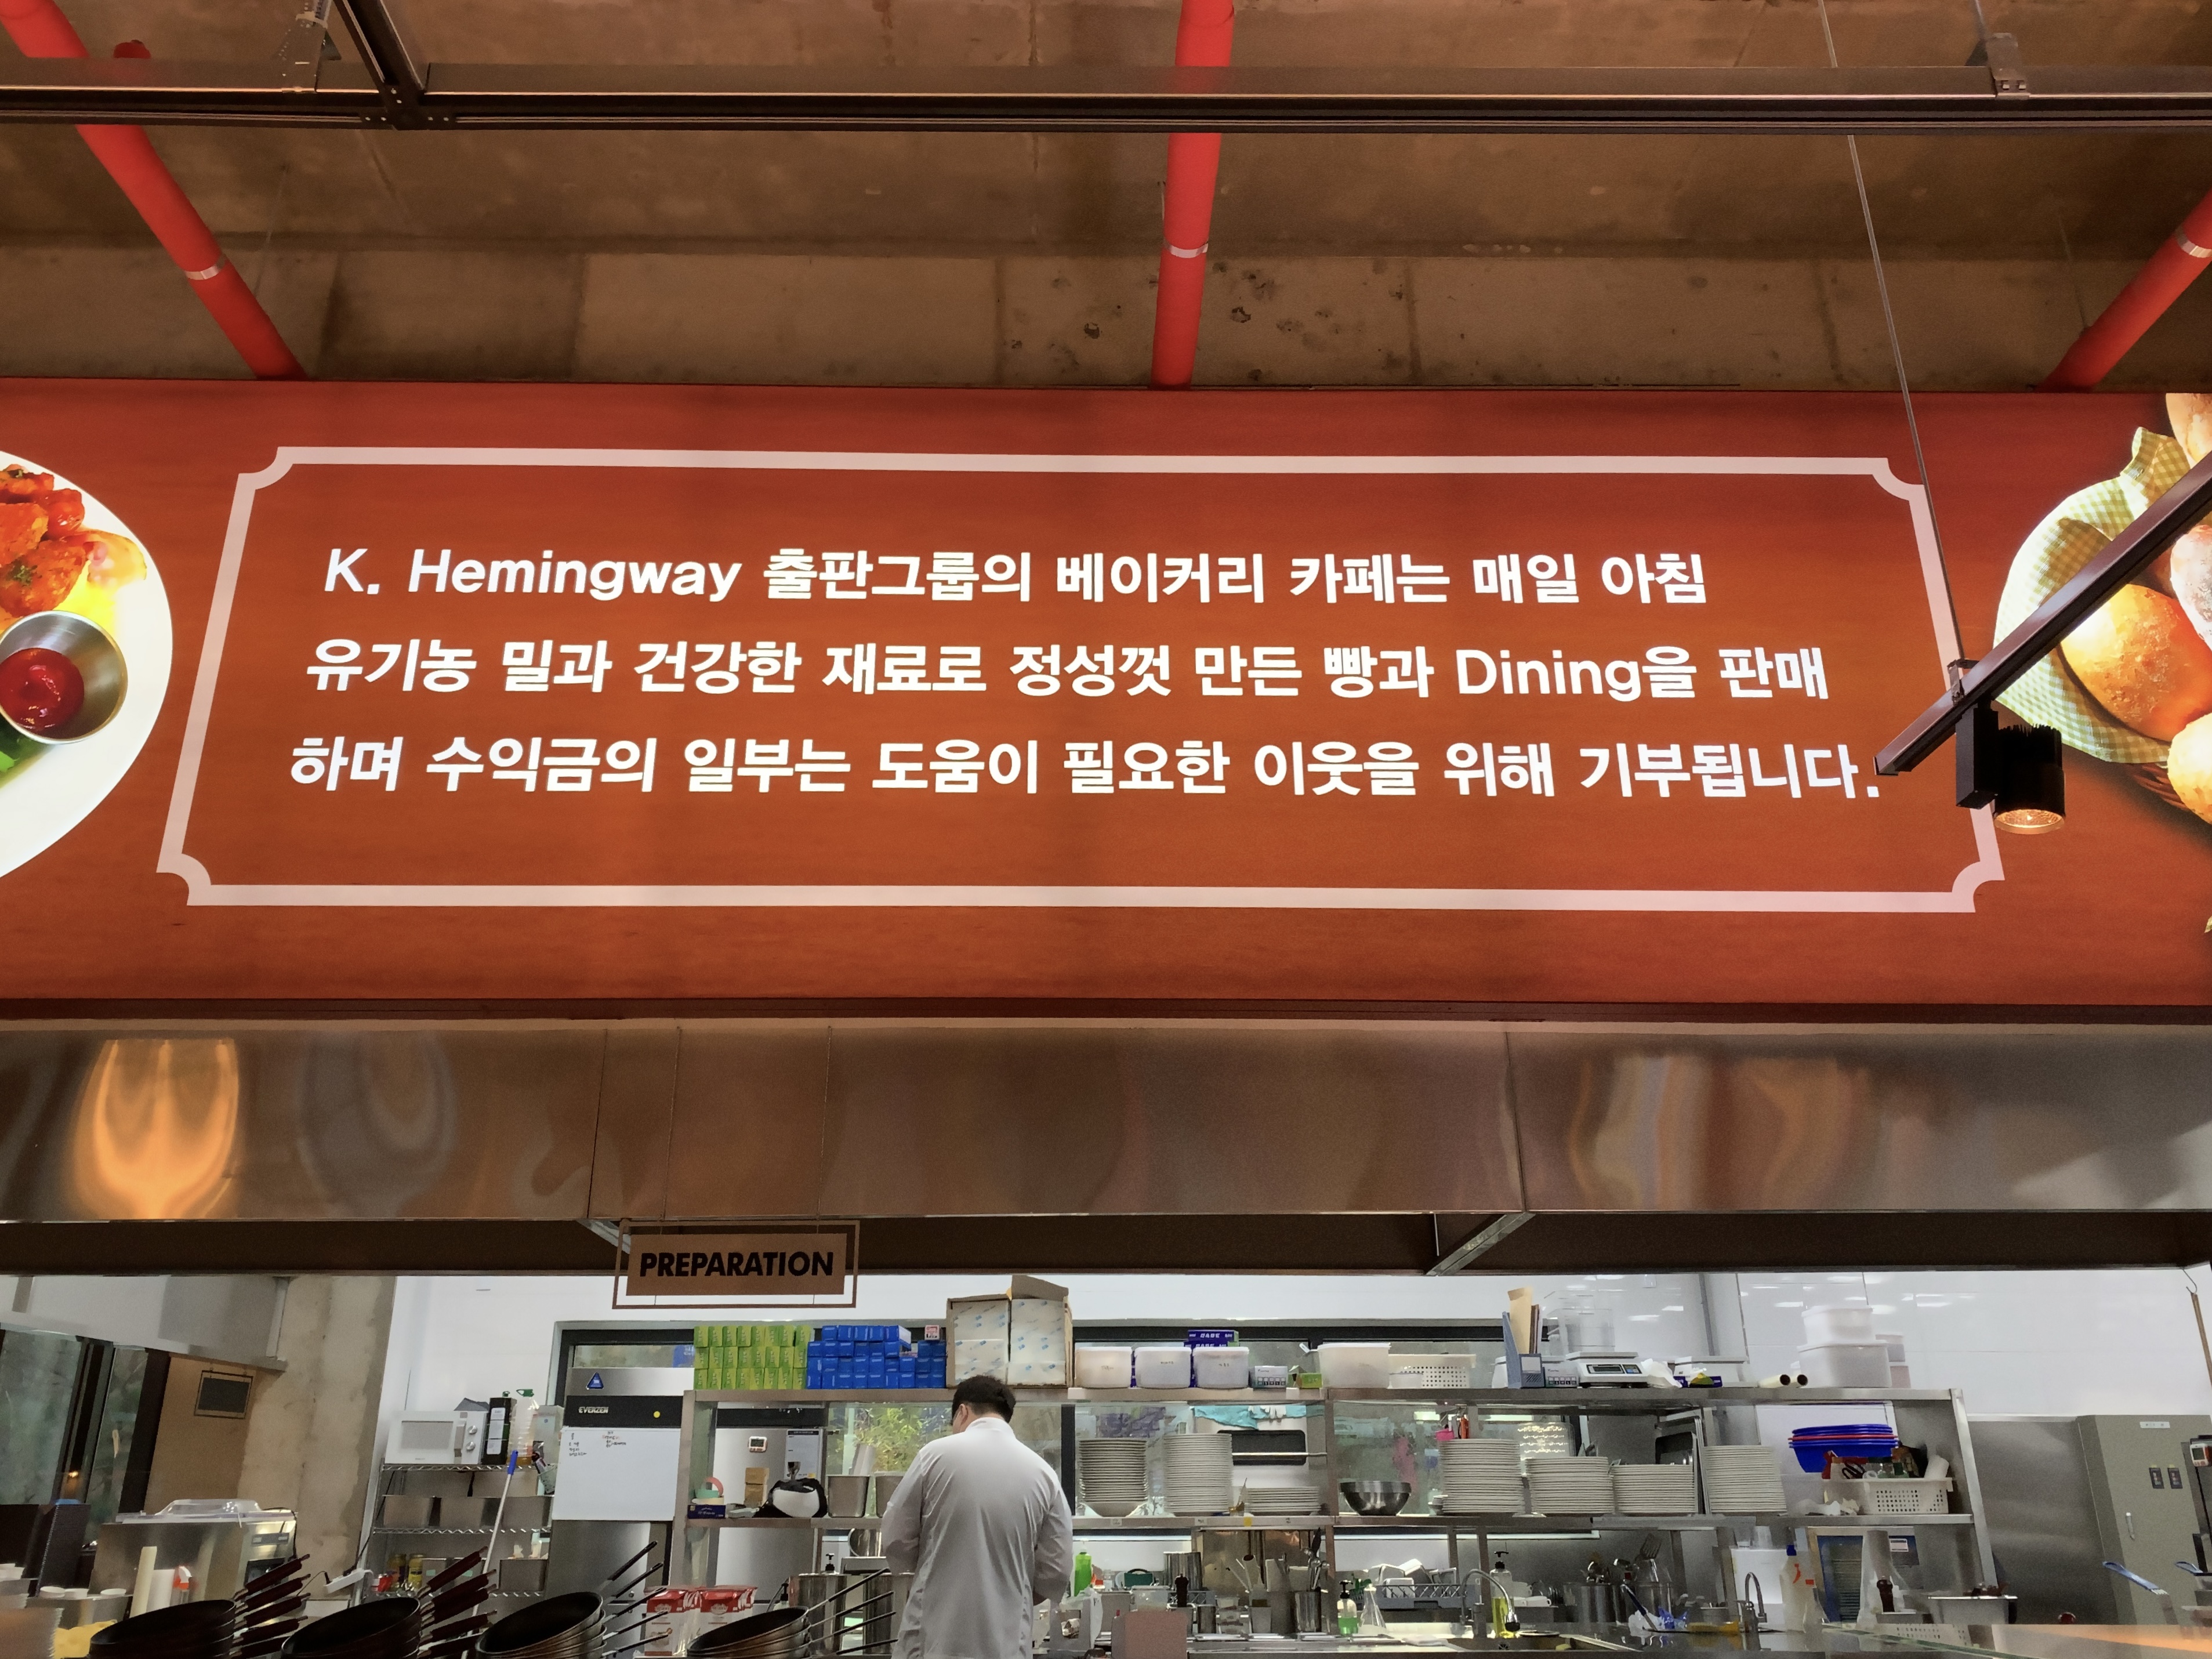 K. Hemingway 출판그룹의 베이커리 카페는 매일 아침
유기농 밀과 건강한 재료로 정성껏 만든 빵과 Dining을 판매
하며 수익금의 일부는 도움이 필요한 이웃을 위해 기부됩니다.
PREPARATION
EVERZEN